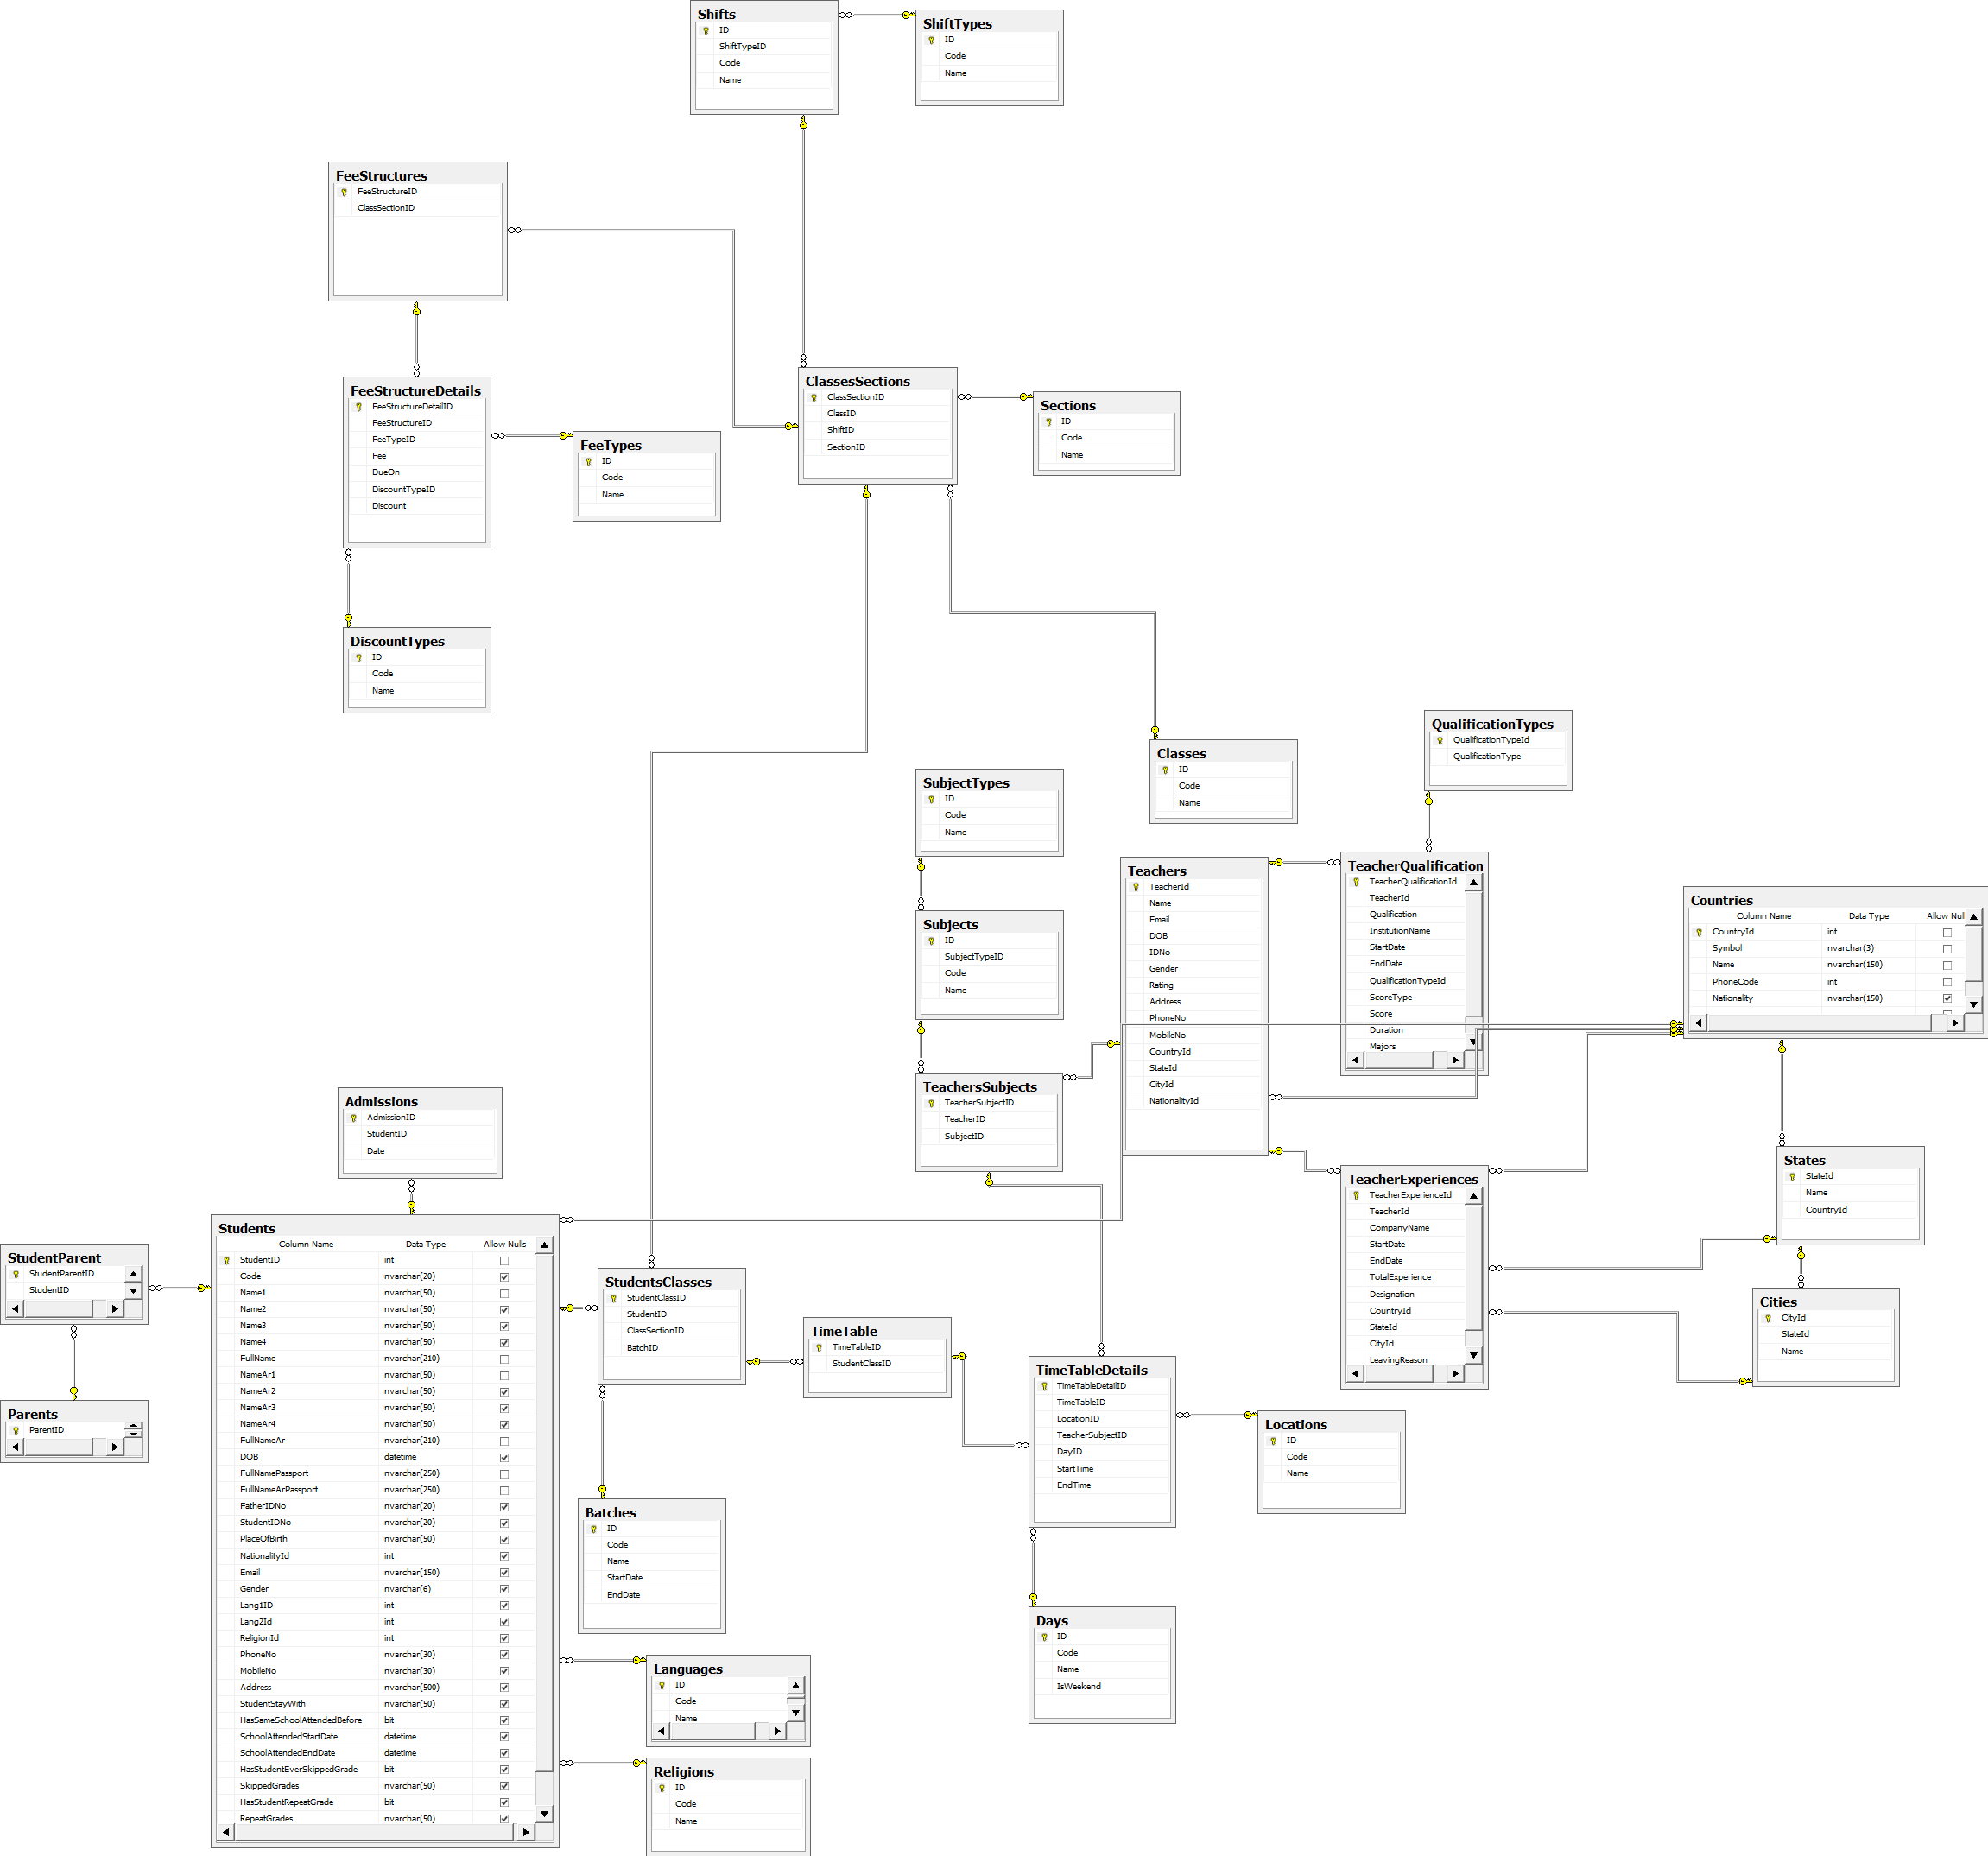 Shifts
ID
ShiftTypeID
Code
Name
ShiftTypes
ID
Code
Name
FeeStructures
FeeStructureID
ClassSectionID
FeeStructureDetails
FeeStructureDetailID
FeeStructureID
FeeTypeID
Fee
DueOn
DiscountTypeID
Discount
FeeTypes
ID
Code
Name
ClassesSections
ClassSectionID
ClassID
ShiftID
SectionID
Sections
ID
Code
Name
DiscountTypes
ID
Code
Name
Classes
ID
Code
Name
QualificationTypes
QualificationTypeId
QualificationType
SubjectTypes
ID
Code
Name
Subjects
ID
SubjectTypeID
Code
Name
Teachers
TeacherId
Name
Email
DOB
IDNo
Gender
Rating
Address
PhoneNo
MobileNo
CountryId
StateId
CityId
NationalityId
TeacherQualification
TeacherQualificationId
TeacherId
Qualification
InstitutionName
StartDate
EndDate
QualificationTypeId
ScoreType
Score
Duration
Majors
Countries
Column Name Data Type Allow Nul
CountryId int
Symbol nvarchar(3)
Name nvarchar(150)
PhoneCode int
Nationality nvarchar(150)
TeachersSubjects
TeacherSubjectID
TeacherID
SubjectID
Admissions
AdmissionID
StudentID
Date
TeacherExperiences
TeacherExperienceId
TeacherId
CompanyName
StartDate
EndDate
TotalExperience
Designation
CountryId
StateId
CityId
LeavingReason
States
StateId
Name
CountryId
Cities
CityId
StateId
Name
StudentParent
StudentParentID
StudentID
Parents
ParentID
Students
Column Name Data Type Allow Nulls
StudentID int
Code nvarchar(20)
Name1 nvarchar(50)
Name2 nvarchar(50)
Name3 nvarchar(50)
Name4 nvarchar(50)
FullName nvarchar(210)
NameAr1 nvarchar(50)
NameAr2 nvarchar(50)
NameAr3 nvarchar(50)
NameAr4 nvarchar(50)
FullNameAr nvarchar(210)
DOB datetime
FullNamePassport nvarchar(250)
FullNameArPassport nvarchar(250)
FatherIDNo nvarchar(20)
StudentIDNo nvarchar(20)
PlaceOfBirth nvarchar(50)
NationalityId int
Email nvarchar(150)
Gender nvarchar(6)
Lang1ID int
Lang2Id int
ReligionId int
PhoneNo nvarchar(30)
MobileNo nvarchar(30)
Address nvarchar(500)
StudentStayWith nvarchar(50)
HasSameSchoolAttendedBefore bit
SchoolAttendedStartDate datetime
SchoolAttendedEndDate datetime
HasStudentEverSkippedGrade bit
SkippedGrades nvarchar(50)
HasStudentRepeatGrade bit
RepeatGrades nvarchar(50)
StudentsClasses
StudentClassID
StudentID
ClassSectionID
BatchID
TimeTable
TimeTableID
StudentClassID
TimeTableDetails
TimeTableDetailID
TimeTableID
LocationID
TeacherSubjectID
DayID
StartTime
EndTime
Locations
ID
Code
Name
Batches
ID
Code
Name
StartDate
EndDate
Days
ID
Code
Name
IsWeekend
Languages
ID
Code
Name
Religions
ID
Code
Name